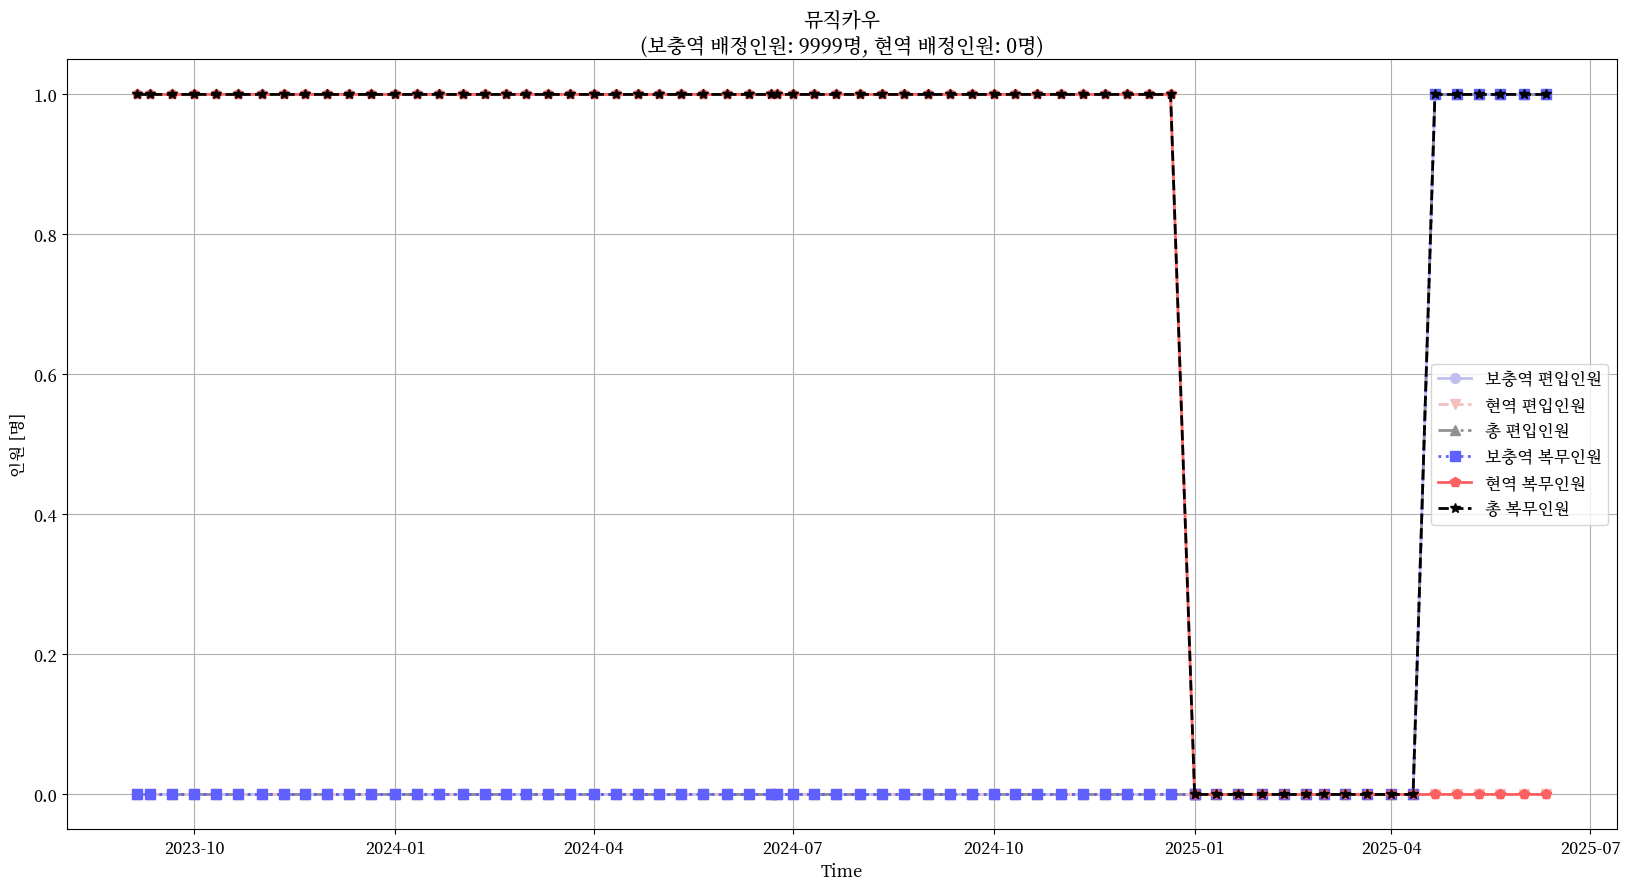 뮤직카우
(보충역 배정인원: 9999명, 현역 배정인원: 0명)
인원 [명]
1.0
0.8
0.6
0.4
0.2
0.0
보충역 편입인원
현역 편입인원
총 편입인원
보충역 복무인원
현역 복무인원
총 복무인원
2023-10
2024-01
2024-04
2024-07
2024-10
2025-01
2025-04
2025-07
Time